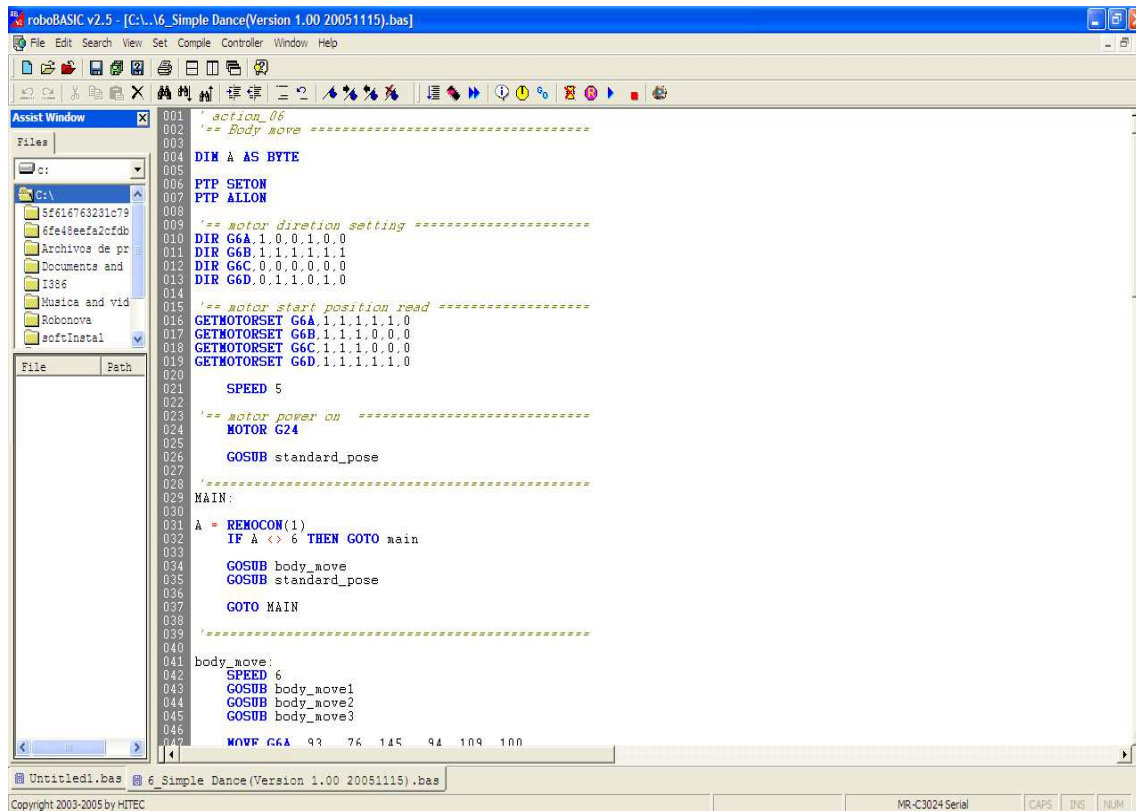 roboBASIC v2.5 - [C:\..\6_Simple Dance(Version 1.00 20051115).bas]
File Edit Search View Set Compile Controller Window Help
Assist Window
Files
c:
C:\
5f616763231c79
6fe48eefa2cfdb
Archivos de pr
Documents and
I386
Musica and vid
Robonova
softInstal
File Path
001 ' action_06
002 '== Body move ===================================
003
004 DIM A AS BYTE
005
006 PTP SETON
007 PTP ALLON
008
009 '== motor diretion setting ======================
010 DIR G6A,1,0,0,1,0,0
011 DIR G6B,1,1,1,1,1,1
012 DIR G6C,0,0,0,0,0,0
013 DIR G6D,0,1,1,0,1,0
014
015 '== motor start position read ===================
016 GETMOTORSET G6A,1,1,1,1,1,0
017 GETMOTORSET G6B,1,1,1,0,0,0
018 GETMOTORSET G6C,1,1,1,0,0,0
019 GETMOTORSET G6D,1,1,1,1,1,0
020
021 SPEED 5
022
023 '== motor power on =============================
024 MOTOR G24
025
026 GOSUB standard_pose
027
028 '================================================
029 MAIN:
030
031 A = REMOCON(1)
032 IF A <> 6 THEN GOTO main
033
034 GOSUB body_move
035 GOSUB standard_pose
036
037 GOTO MAIN
038
039 '================================================
040
041 body_move:
042 SPEED 6
043 GOSUB body_move1
044 GOSUB body_move2
045 GOSUB body_move3
046
047 MOVE G6A 93 76 145 94 109 100
Untitled1.bas 6_Simple Dance(Version 1.00 20051115).bas
Copyright 2003-2005 by HITEC MR-C3024 Serial CAPS INS NUM